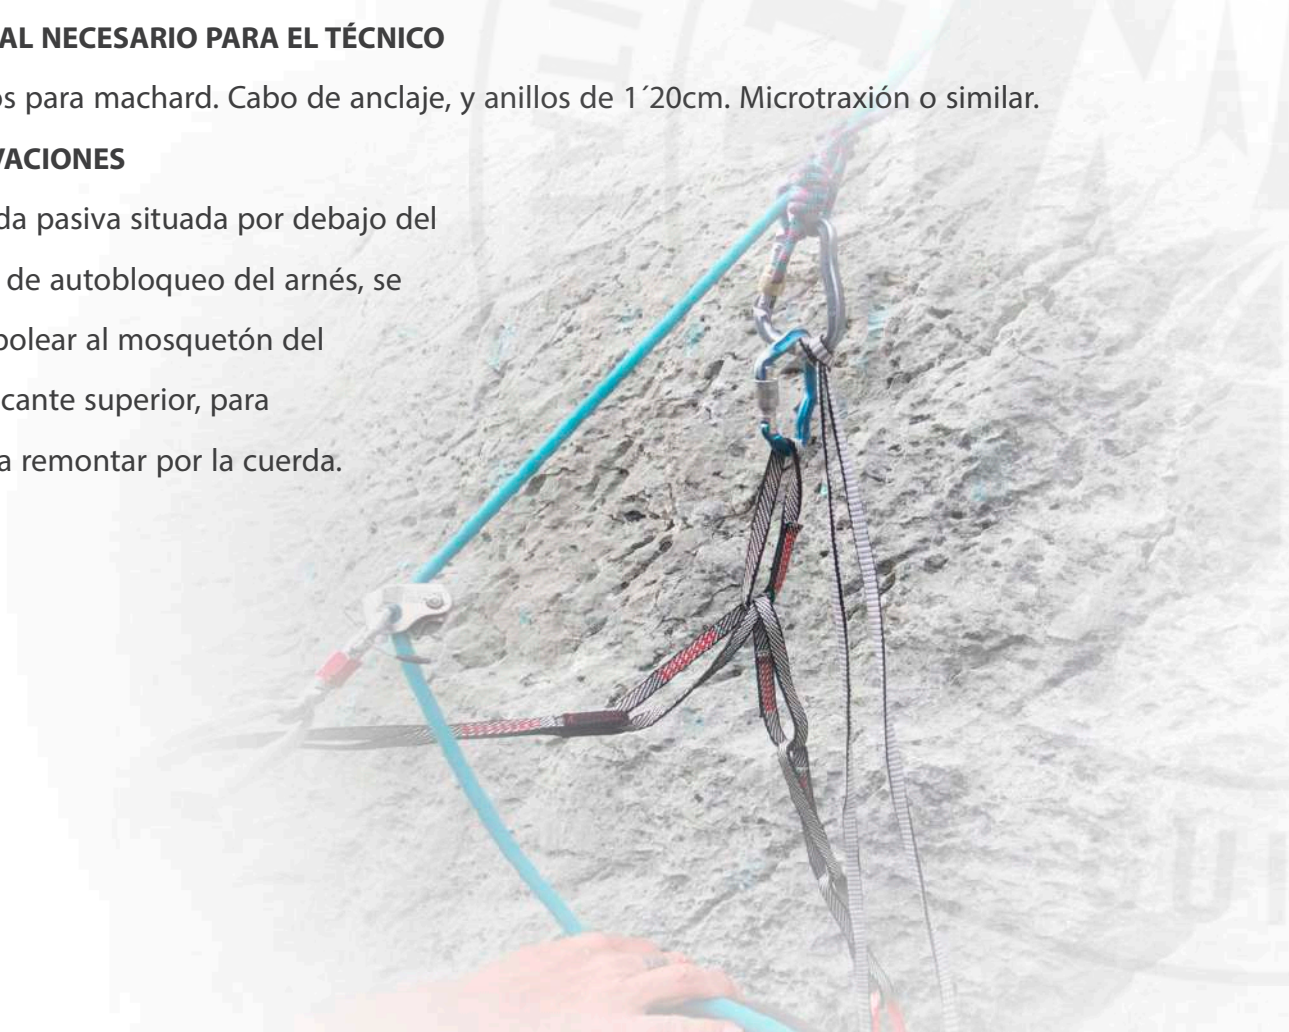 AL NECESARIO PARA EL TÉCNICO
os para machard. Cabo de anclaje, y anillos de 1´20cm. Microtraxión o similar.
VACIONES
da pasiva situada por debajo del
de autobloqueo del arnés, se
polear al mosquetón del
cante superior, para
a remontar por la cuerda.